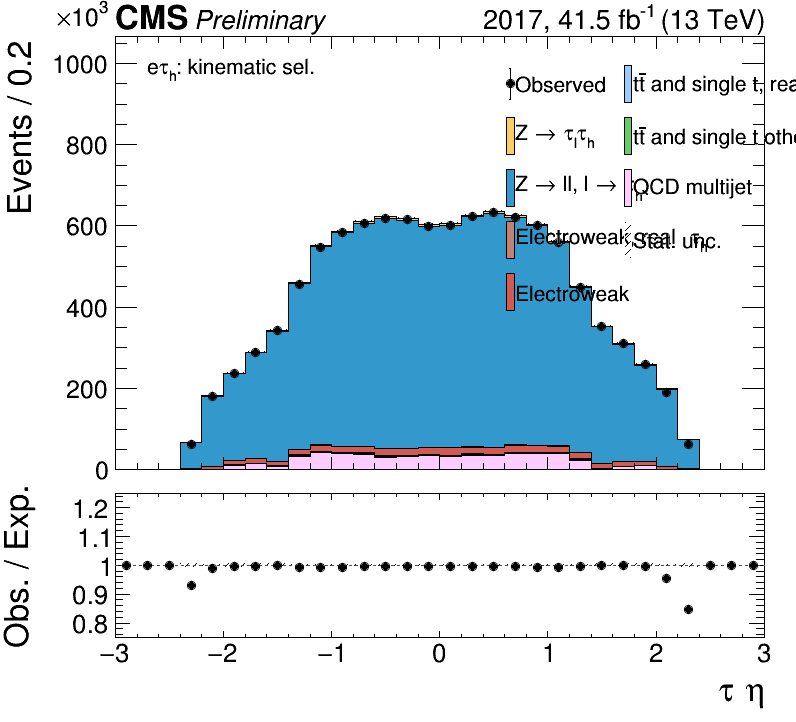 ×10³ CMS Preliminary 2017, 41.5 fb⁻¹ (13 TeV)
eτₕ: kinematic sel.
Observed
tt̄ and single t, rea
Z → τₗτₕ
tt̄ and single t othe
Z → ll, l → τₕ
QCD multijet
Electroweak real τₕ
Stat. unc.
Electroweak
Events / 0.2
1000
800
600
400
200
0
Obs. / Exp.
1.2
1.1
1
0.9
0.8
−3 −2 −1 0 1 2 3
τ η